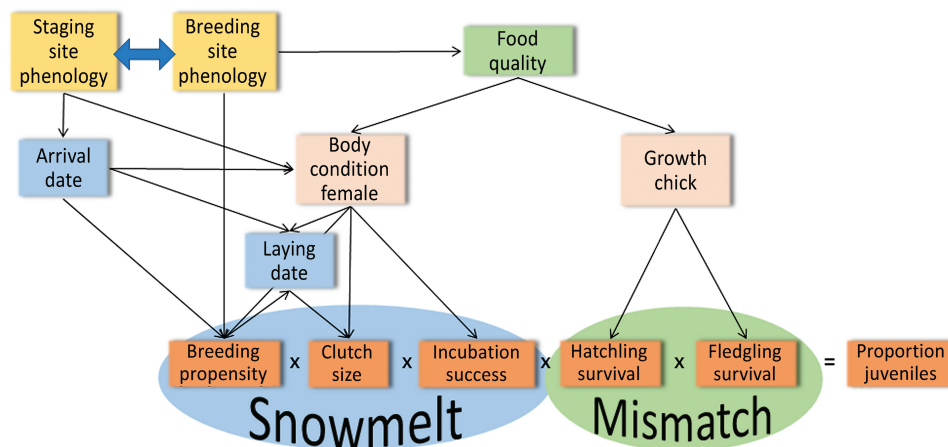 Staging
site
phenology
Breeding
site
phenology
Food
quality
Arrival
date
Body
condition
female
Growth
chick
Laying
date
Breeding
propensity
x
Clutch
size
x
Incubation
success
x
Hatchling
survival
x
Fledgling
survival
=
Proportion
juveniles
Snowmelt
Mismatch